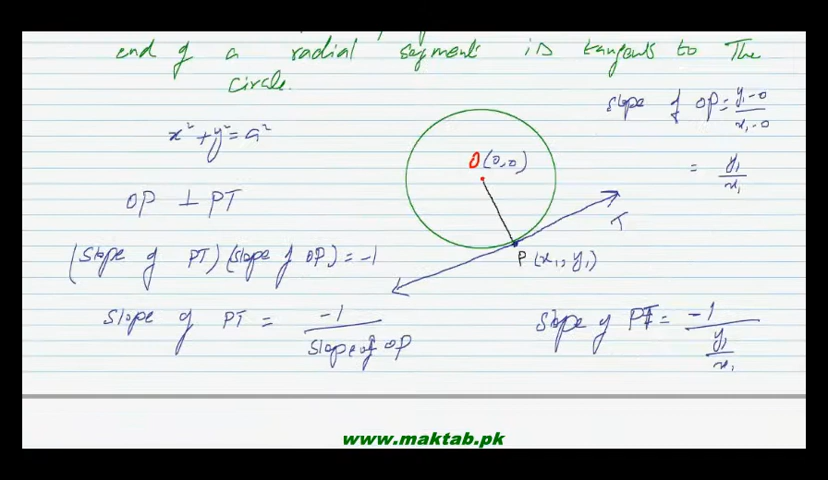 end of a radial segment is tangent to The
circle.
slope of OP = y₁-0 / x₁-0
x² + y² = a²
O(0,0)
= y₁ / x₁
OP ⊥ PT
T
(Slope of PT)(Slope of OP) = -1
P(x₁, y₁)
Slope of PT = -1 / Slope of OP
Slope of PT = -1 / y₁/x₁
www.maktab.pk